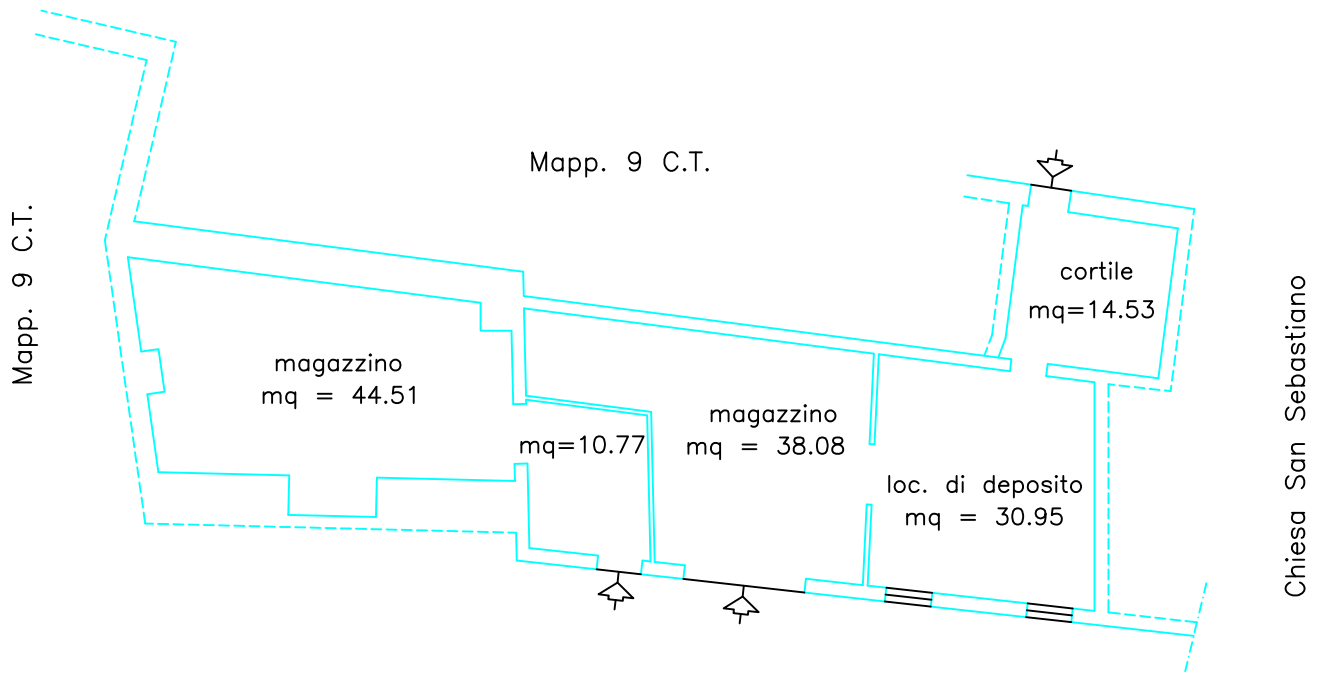 Mapp. 9 C.T.
Mapp. 9 C.T.
cortile
mq=14.53
magazzino
mq = 44.51
mq=10.77
magazzino
mq = 38.08
loc. di deposito
mq = 30.95
Chiesa San Sebastiano